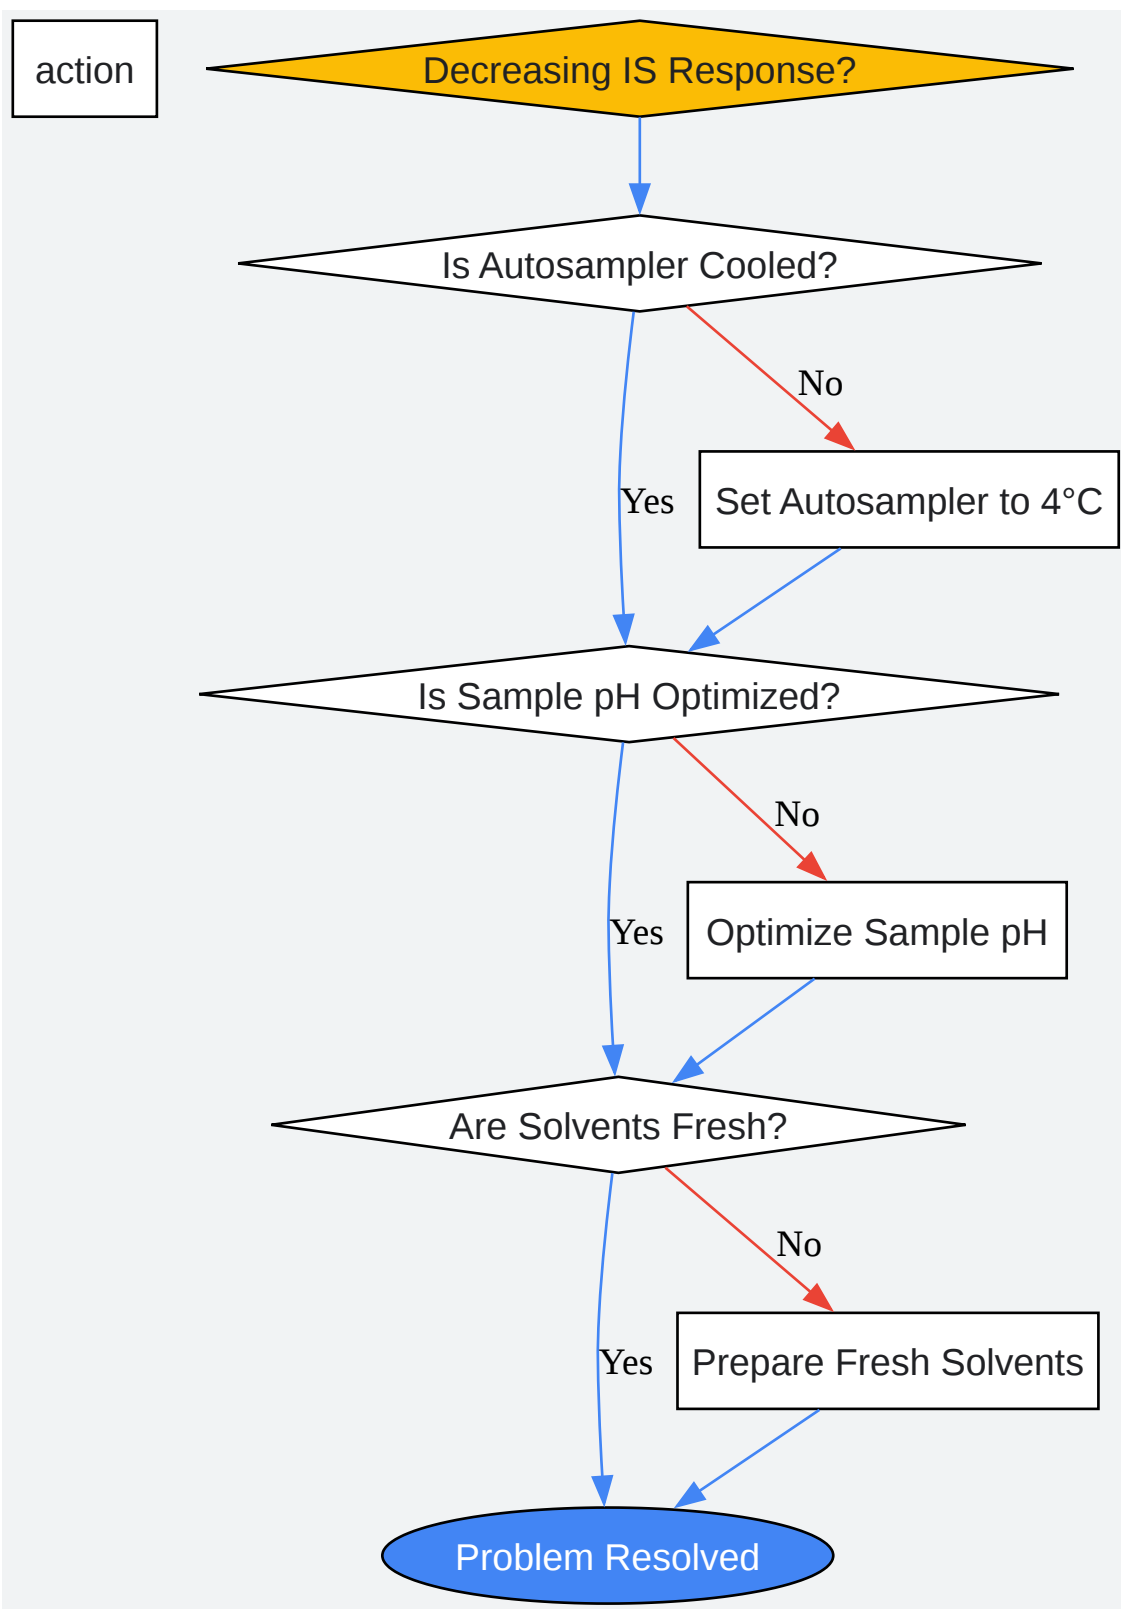 action
Decreasing IS Response?
Is Autosampler Cooled?
No
Yes
Set Autosampler to 4°C
Is Sample pH Optimized?
No
Yes
Optimize Sample pH
Are Solvents Fresh?
No
Yes
Prepare Fresh Solvents
Problem Resolved